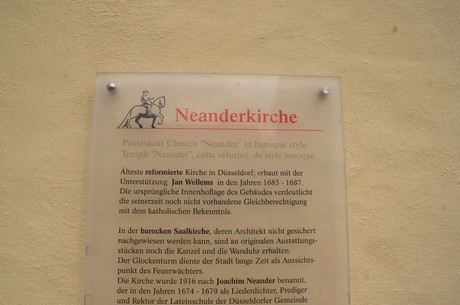 Neanderkirche
Protestant Church "Neander" in baroque style
Temple "Neander", culte réformé, de style baroque
Älteste reformierte Kirche in Düsseldorf, erbaut mit der
Unterstützung Jan Wellems in den Jahren 1683 - 1687.
Die ursprüngliche Innenhoflage des Gebäudes verdeutlicht
die seinerzeit noch nicht vorhandene Gleichberechtigung
mit dem katholischen Bekenntnis.
In der barocken Saalkirche, deren Architekt nicht gesichert
nachgewiesen werden kann, sind an originalen Ausstattungs-
stücken noch die Kanzel und die Wanduhr erhalten.
Der Glockenturm diente der Stadt lange Zeit als Aussichts-
punkt des Feuerwächters.
Die Kirche wurde 1916 nach Joachim Neander benannt,
der in den Jahren 1674 - 1679 als Liederdichter, Prediger
und Rektor der Lateinschule der Düsseldorfer Gemeinde